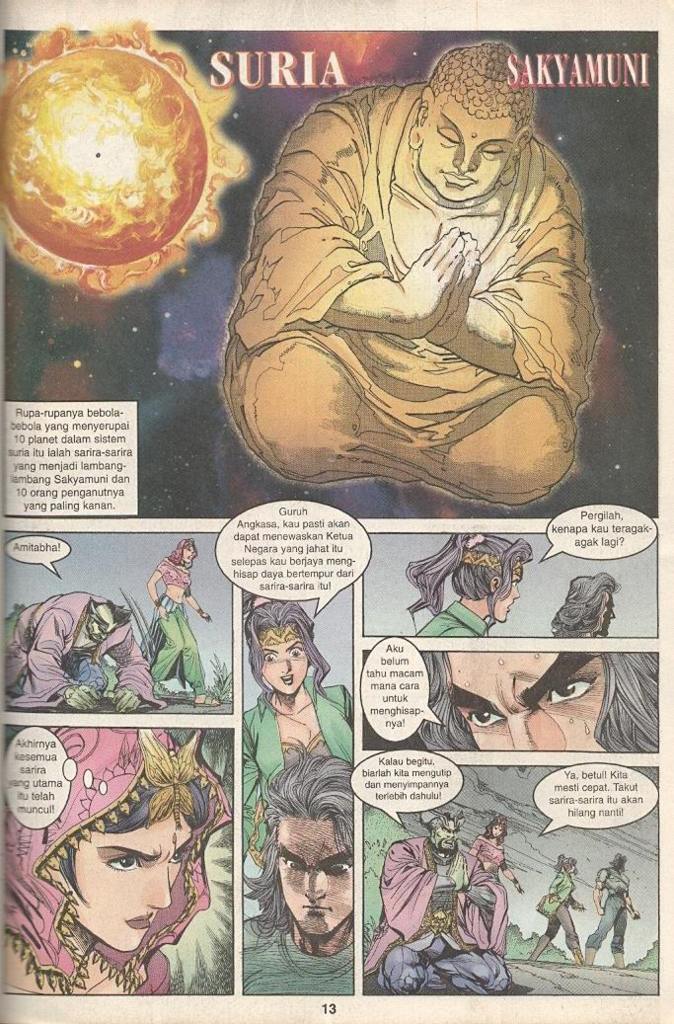 SURIA
SAKYAMUNI
Rupa-rupanya bebola-
bebola yang menyerupai
10 planet dalam sistem
suria itu ialah sarira-sarira
yang menjadi lambang-
lambang Sakyamuni dan
10 orang penganutnya
yang paling kanan.
Amitabha!
Guruh
Angkasa, kau pasti akan
dapat menewaskan Ketua
Negara yang jahat itu
selepas kau berjaya meng-
hisap daya bertempur dari
sarira-sarira itu!
Pergilah,
kenapa kau teragak-
agak lagi?
Aku
belum
tahu macam
mana cara
untuk
menghisap-
nya!
Akhirnya
kesemua
sarira
yang utama
itu telah
muncul!
Kalau begitu,
biarlah kita mengutip
dan menyimpannya
terlebih dahulu!
Ya, betul! Kita
mesti cepat. Takut
sarira-sarira itu akan
hilang nanti!
13